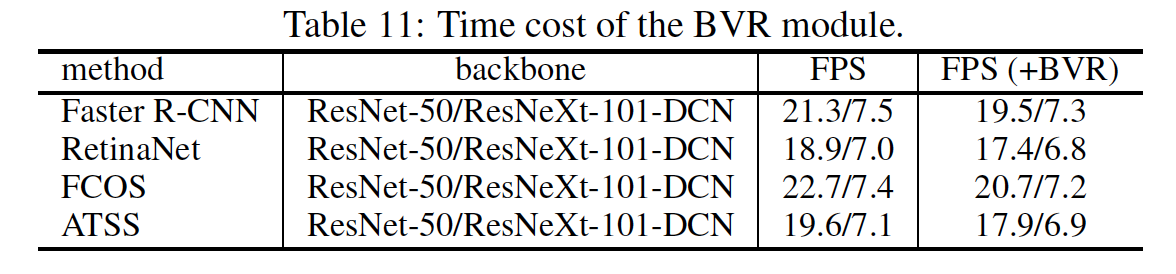 Table 11: Time cost of the BVR module.
method backbone FPS FPS (+BVR)
Faster R-CNN ResNet-50/ResNeXt-101-DCN 21.3/7.5 19.5/7.3
RetinaNet ResNet-50/ResNeXt-101-DCN 18.9/7.0 17.4/6.8
FCOS ResNet-50/ResNeXt-101-DCN 22.7/7.4 20.7/7.2
ATSS ResNet-50/ResNeXt-101-DCN 19.6/7.1 17.9/6.9